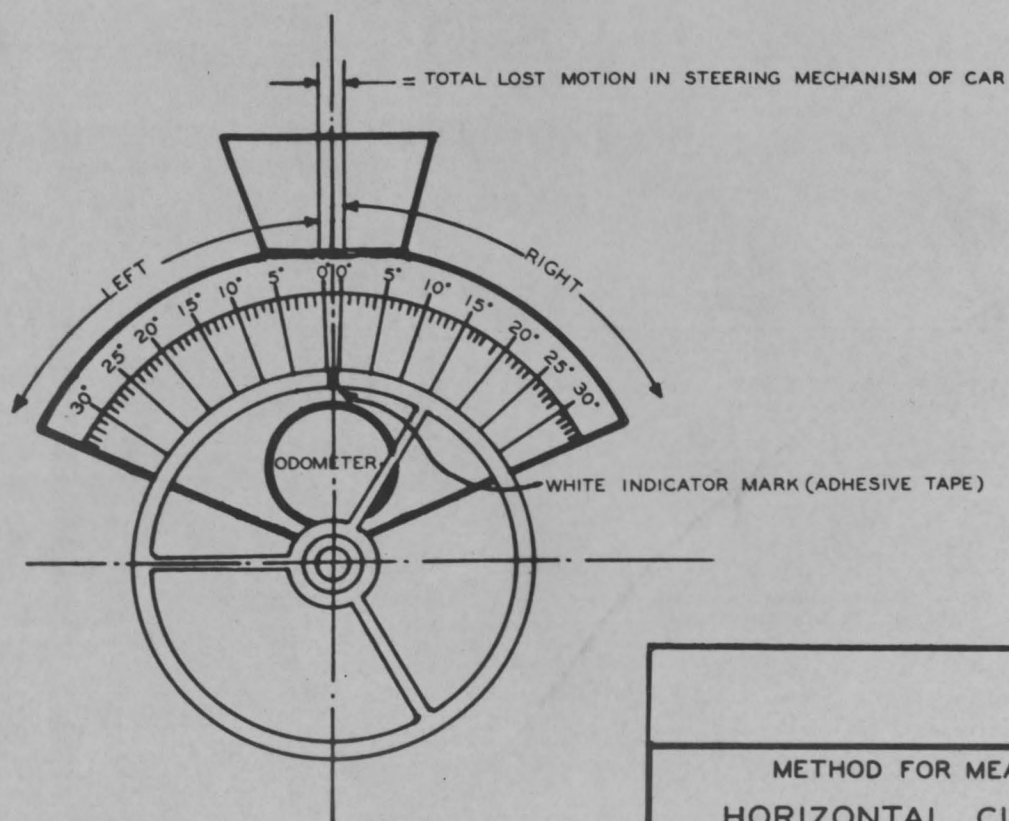 = TOTAL LOST MOTION IN STEERING MECHANISM OF CAR
LEFT
RIGHT
30° 25° 20° 15° 10° 5° 0° 0° 5° 10° 15° 20° 25° 30°
ODOMETER
WHITE INDICATOR MARK (ADHESIVE TAPE)
METHOD FOR MEA
HORIZONTAL